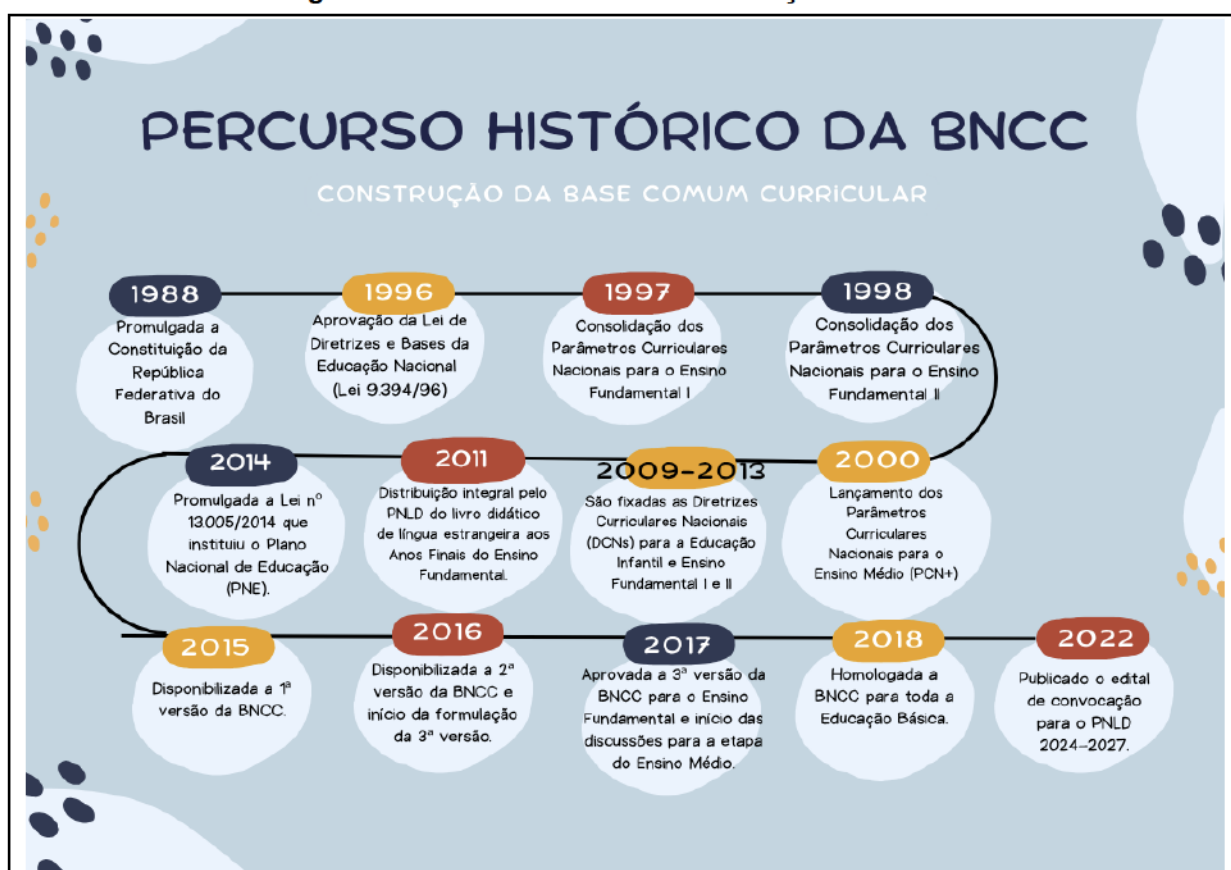 PERCURSO HISTÓRICO DA BNCC
CONSTRUÇÃO DA BASE COMUM CURRICULAR
1988
Promulgada a
Constituição da
República
Federativa do
Brasil
1996
Aprovação da Lei de
Diretrizes e Bases da
Educação Nacional
(Lei 9.394/96)
1997
Consolidação dos
Parâmetros Curriculares
Nacionais para o Ensino
Fundamental I
1998
Consolidação dos
Parâmetros Curriculares
Nacionais para o Ensino
Fundamental II
2000
Lançamento dos
Parâmetros
Curriculares
Nacionais para o
Ensino Médio (PCN+)
2009-2013
São fixadas as Diretrizes
Curriculares Nacionais
(DCNs) para a Educação
Infantil e Ensino
Fundamental I e II
2011
Distribuição integral pelo
PNLD do livro didático
de língua estrangeira aos
Anos Finais do Ensino
Fundamental.
2014
Promulgada a Lei nº
13.005/2014 que
instituiu o Plano
Nacional de Educação
(PNE).
2015
Disponibilizada a 1ª
versão da BNCC.
2016
Disponibilizada a 2ª
versão da BNCC e
início da formulação
da 3ª versão.
2017
Aprovada a 3ª versão da
BNCC para o Ensino
Fundamental e início das
discussões para a etapa
do Ensino Médio.
2018
Homologada a
BNCC para toda a
Educação Básica.
2022
Publicado o edital
de convocação
para o PNLD
2024-2027.